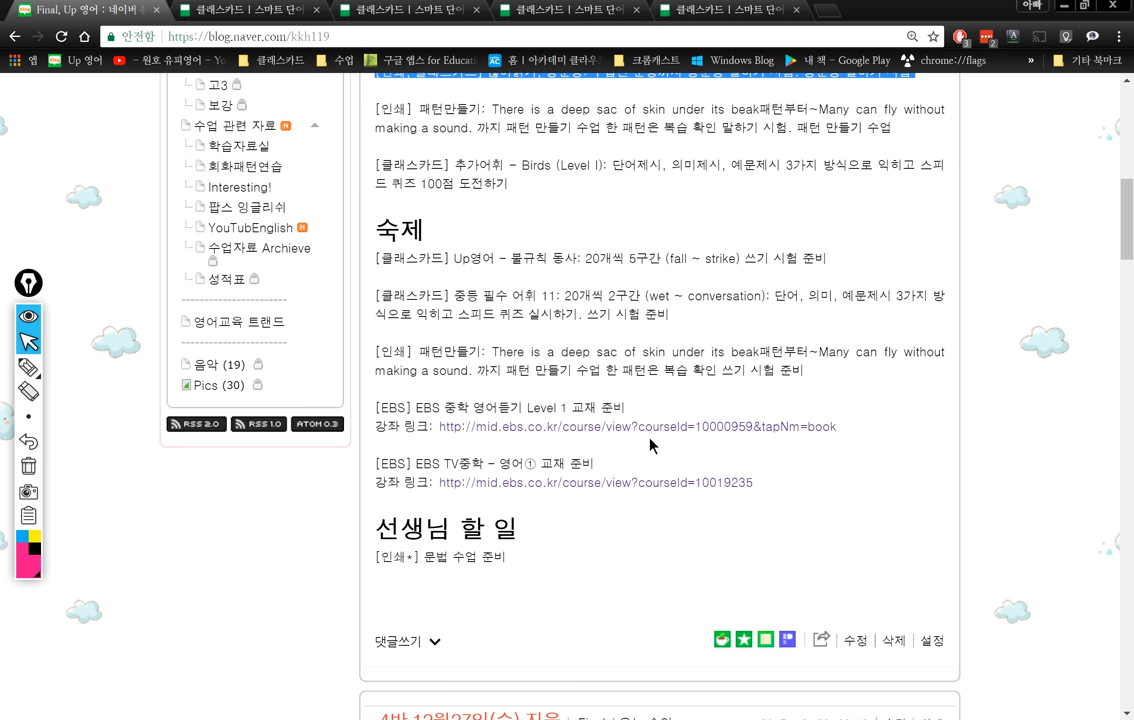 Final, Up 영어 : 네이버
클래스카드 | 스마트 단어
클래스카드 | 스마트 단어
클래스카드 | 스마트 단어
클래스카드 | 스마트 단어
아빠
안전함
https://blog.naver.com/kkh119
앱
Up 영어
클래스카드
수업
구글 앱스 for Educati
홈 | 아카데미 클라우
크롬캐스트
Windows Blog
내 책 - Google Play
chrome://flags
»
기타 북마크
고3
보강
수업 관련 자료
학습자료실
회화패턴연습
Interesting!
팝스 잉글리쉬
YouTubEnglish
수업자료 Archieve
성적표
영어교육 트랜드
음악 (19)
Pics (30)
RSS 2.0 RSS 1.0 ATOM 0.3
[인쇄] 패턴만들기: There is a deep sac of skin under its beak패턴부터~Many can fly without
making a sound. 까지 패턴 만들기 수업 한 패턴은 복습 확인 말하기 시험. 패턴 만들기 수업
[클래스카드] 추가어휘 - Birds (Level I): 단어제시, 의미제시, 예문제시 3가지 방식으로 익히고 스피
드 퀴즈 100점 도전하기
숙제
[클래스카드] Up영어 - 불규칙 동사: 20개씩 5구간 (fall ~ strike) 쓰기 시험 준비
[클래스카드] 중등 필수 어휘 11: 20개씩 2구간 (wet ~ conversation): 단어, 의미, 예문제시 3가지 방
식으로 익히고 스피드 퀴즈 실시하기. 쓰기 시험 준비
[인쇄] 패턴만들기: There is a deep sac of skin under its beak패턴부터~Many can fly without
making a sound. 까지 패턴 만들기 수업 한 패턴은 복습 확인 쓰기 시험 준비
[EBS] EBS 중학 영어듣기 Level 1 교재 준비
강좌 링크: http://mid.ebs.co.kr/course/view?courseId=10000959&tapNm=book
[EBS] EBS TV중학 - 영어① 교재 준비
강좌 링크: http://mid.ebs.co.kr/course/view?courseId=10019235
선생님 할 일
[인쇄*] 문법 수업 준비
댓글쓰기
수정 | 삭제 | 설정